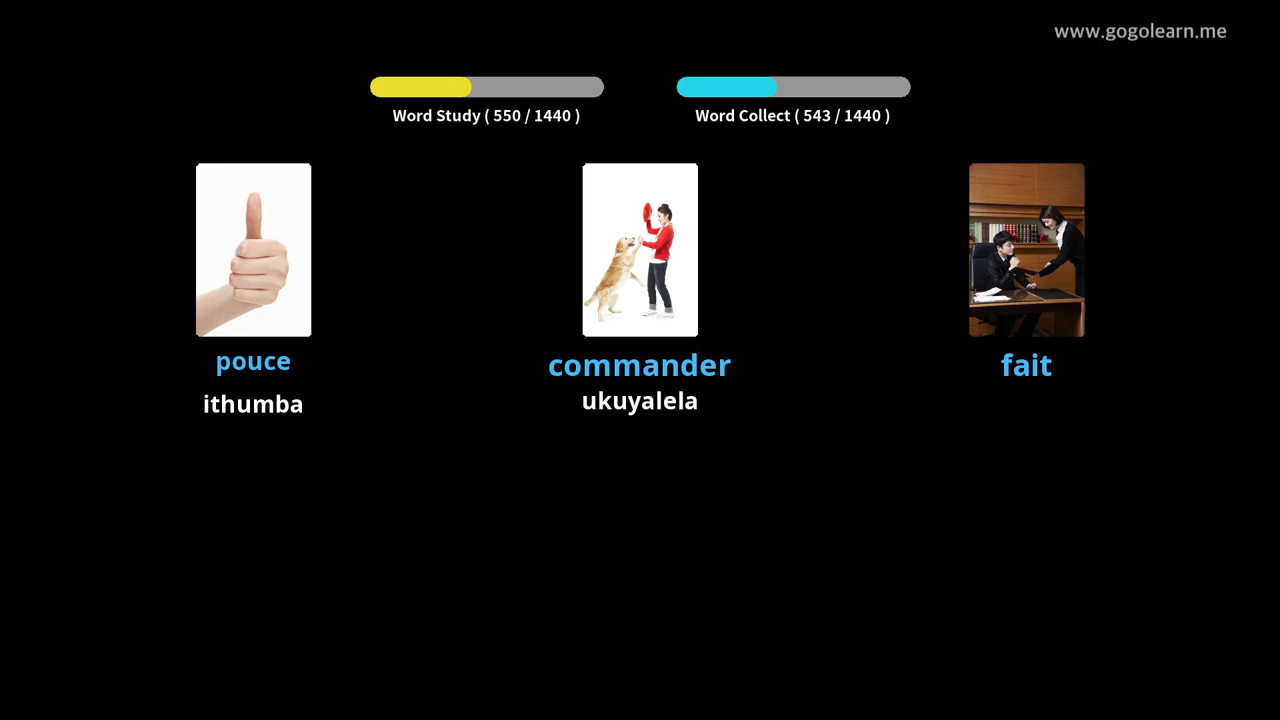 www.gogolearn.me
Word Study ( 550 / 1440 )
Word Collect ( 543 / 1440 )
pouce
commander
fait
ithumba
ukuyalela